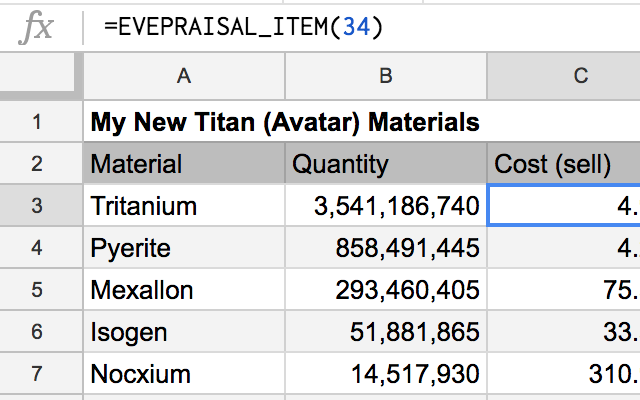 fx =EVEPRAISAL_ITEM(34)
A B C
1 My New Titan (Avatar) Materials
2 Material Quantity Cost (sell)
3 Tritanium 3,541,186,740 4.
4 Pyerite 858,491,445 4.
5 Mexallon 293,460,405 75.
6 Isogen 51,881,865 33.
7 Nocxium 14,517,930 310.